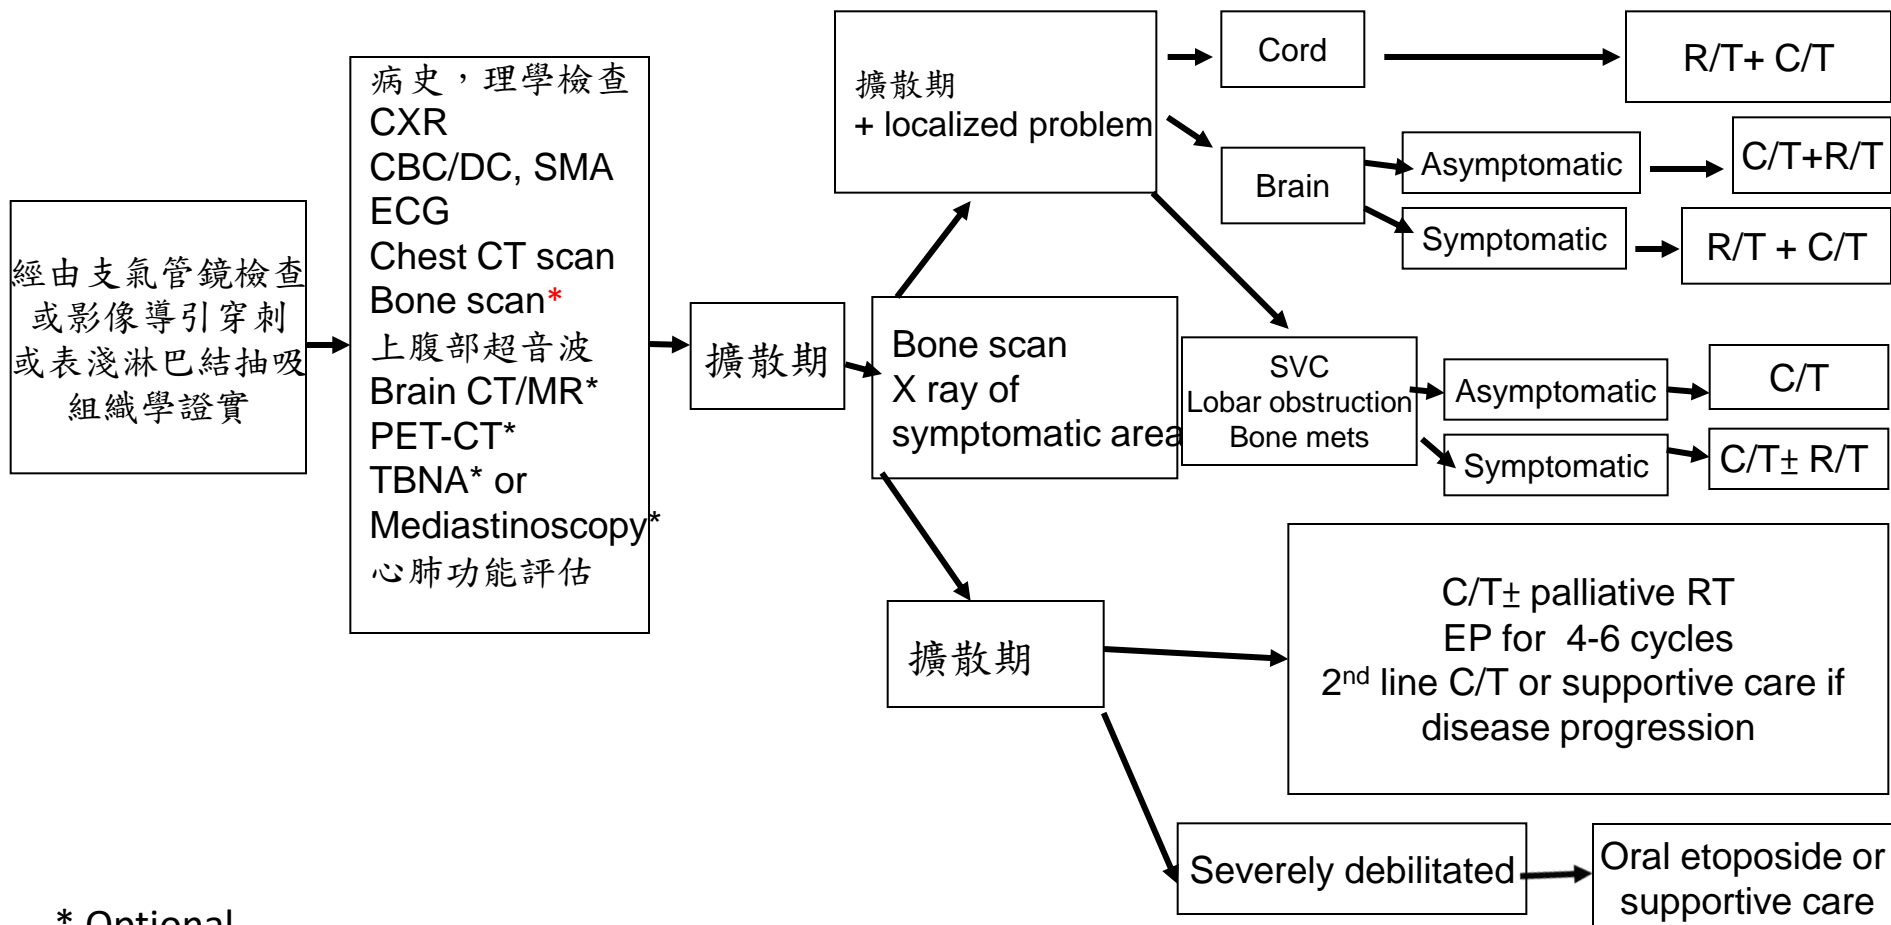 經由支氣管鏡檢查
或影像導引穿刺
或表淺淋巴結抽吸
組織學證實
病史，理學檢查
CXR
CBC/DC, SMA
ECG
Chest CT scan
Bone scan*
上腹部超音波
Brain CT/MR*
PET-CT*
TBNA* or
Mediastinoscopy*
心肺功能評估
擴散期
擴散期
+ localized problem
Bone scan
X ray of
symptomatic area
擴散期
Cord
R/T+ C/T
Brain
Asymptomatic
C/T+R/T
Symptomatic
R/T + C/T
SVC
Lobar obstruction
Bone mets
Asymptomatic
C/T
Symptomatic
C/T± R/T
C/T± palliative RT
EP for 4-6 cycles
2nd line C/T or supportive care if
disease progression
Severely debilitated
Oral etoposide or
supportive care
* Optional